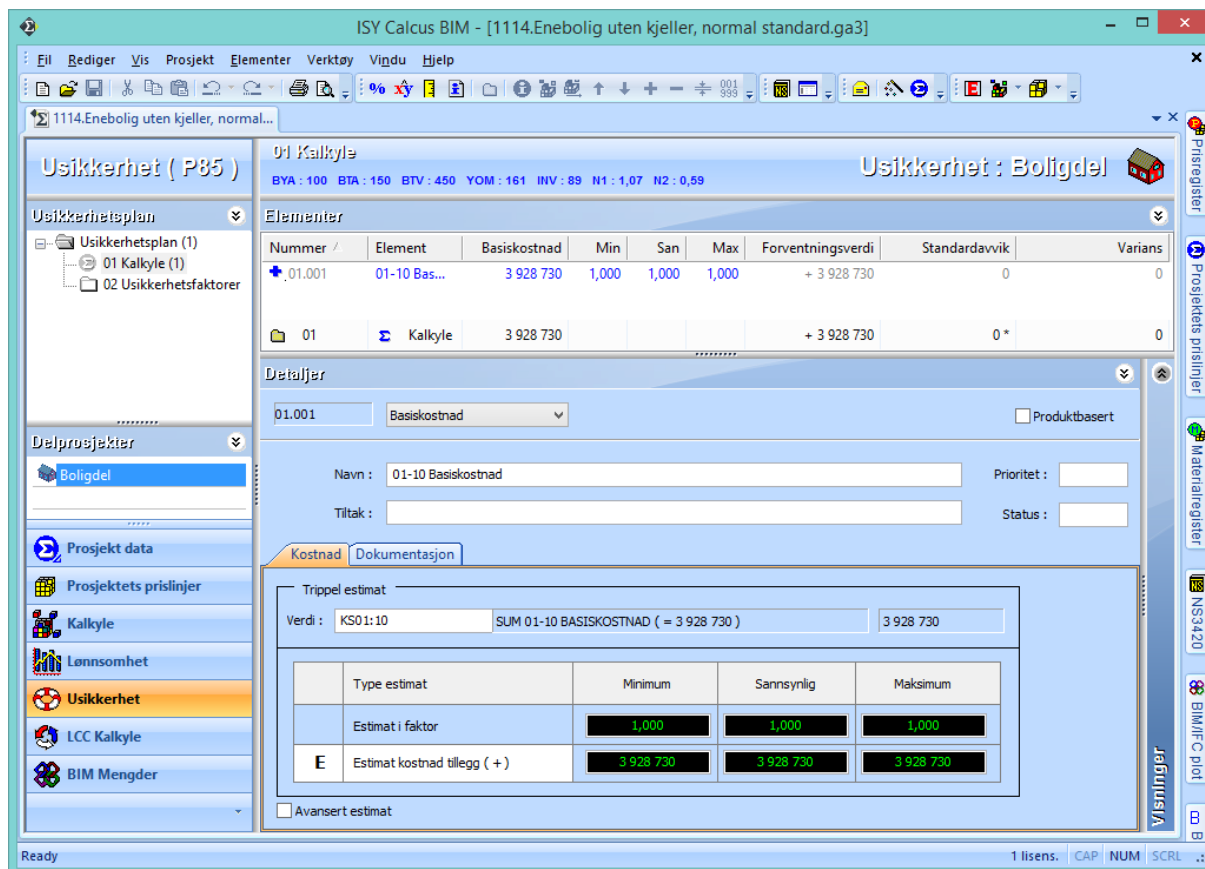 ISY Calcus BIM - [1114.Enebolig uten kjeller, normal standard.ga3]
Fil Rediger Vis Prosjekt Elementer Verktøy Vindu Hjelp
1114.Enebolig uten kjeller, normal...
Usikkerhet ( P85 )
01 Kalkyle
BYA : 100 BTA : 150 BTV : 450 YOM : 161 INV : 89 N1 : 1,07 N2 : 0,59
Usikkerhet : Boligdel
Usikkerhetsplan
Usikkerhetsplan (1)
01 Kalkyle (1)
02 Usikkerhetsfaktorer
Elementer
Nummer Element Basiskostnad Min San Max Forventningsverdi Standardavvik Varians
01.001 01-10 Bas... 3 928 730 1,000 1,000 1,000 + 3 928 730 0 0
01 Σ Kalkyle 3 928 730 + 3 928 730 0 * 0
Detaljer
01.001 Basiskostnad Produktbasert
Navn : 01-10 Basiskostnad Prioritet :
Tiltak : Status :
Kostnad Dokumentasjon
Trippel estimat
Verdi : KS01:10 SUM 01-10 BASISKOSTNAD ( = 3 928 730 ) 3 928 730
Type estimat Minimum Sannsynlig Maksimum
Estimat i faktor 1,000 1,000 1,000
E Estimat kostnad tillegg ( + ) 3 928 730 3 928 730 3 928 730
Avansert estimat
Delprosjekter
Boligdel
Prosjekt data
Prosjektets prislinjer
Kalkyle
Lønnsomhet
Usikkerhet
LCC Kalkyle
BIM Mengder
Visninger
Prisregister
Prosjektets prislinjer
Materialregister
NS3420
BIM/IFC plot
Ready 1 lisens. CAP NUM SCRL